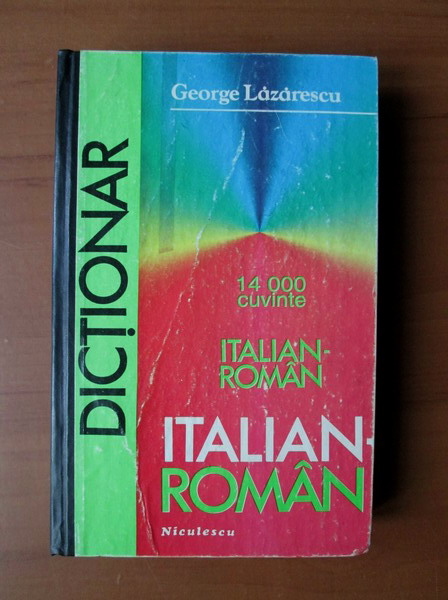 George Lăzărescu
DICȚIONAR
14 000
cuvinte
ITALIAN-
ROMÂN
ITALIAN-
ROMÂN
Niculescu